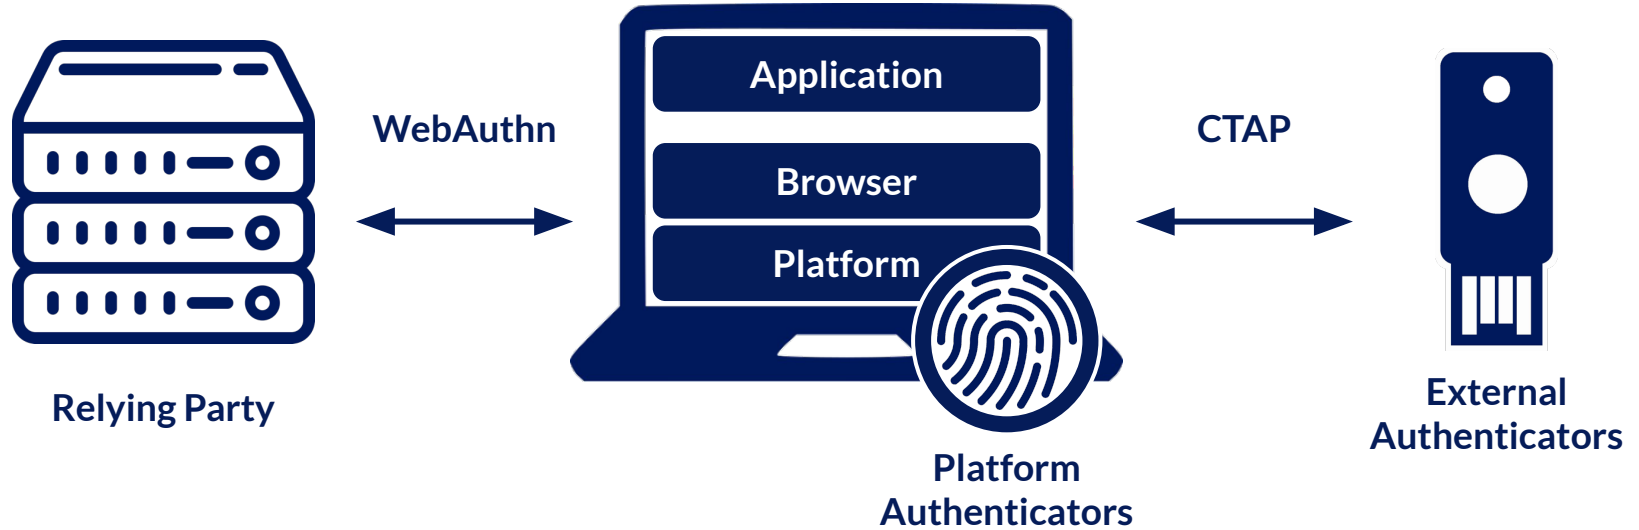 Application
WebAuthn
CTAP
Browser
Platform
Relying Party
Platform
Authenticators
External
Authenticators